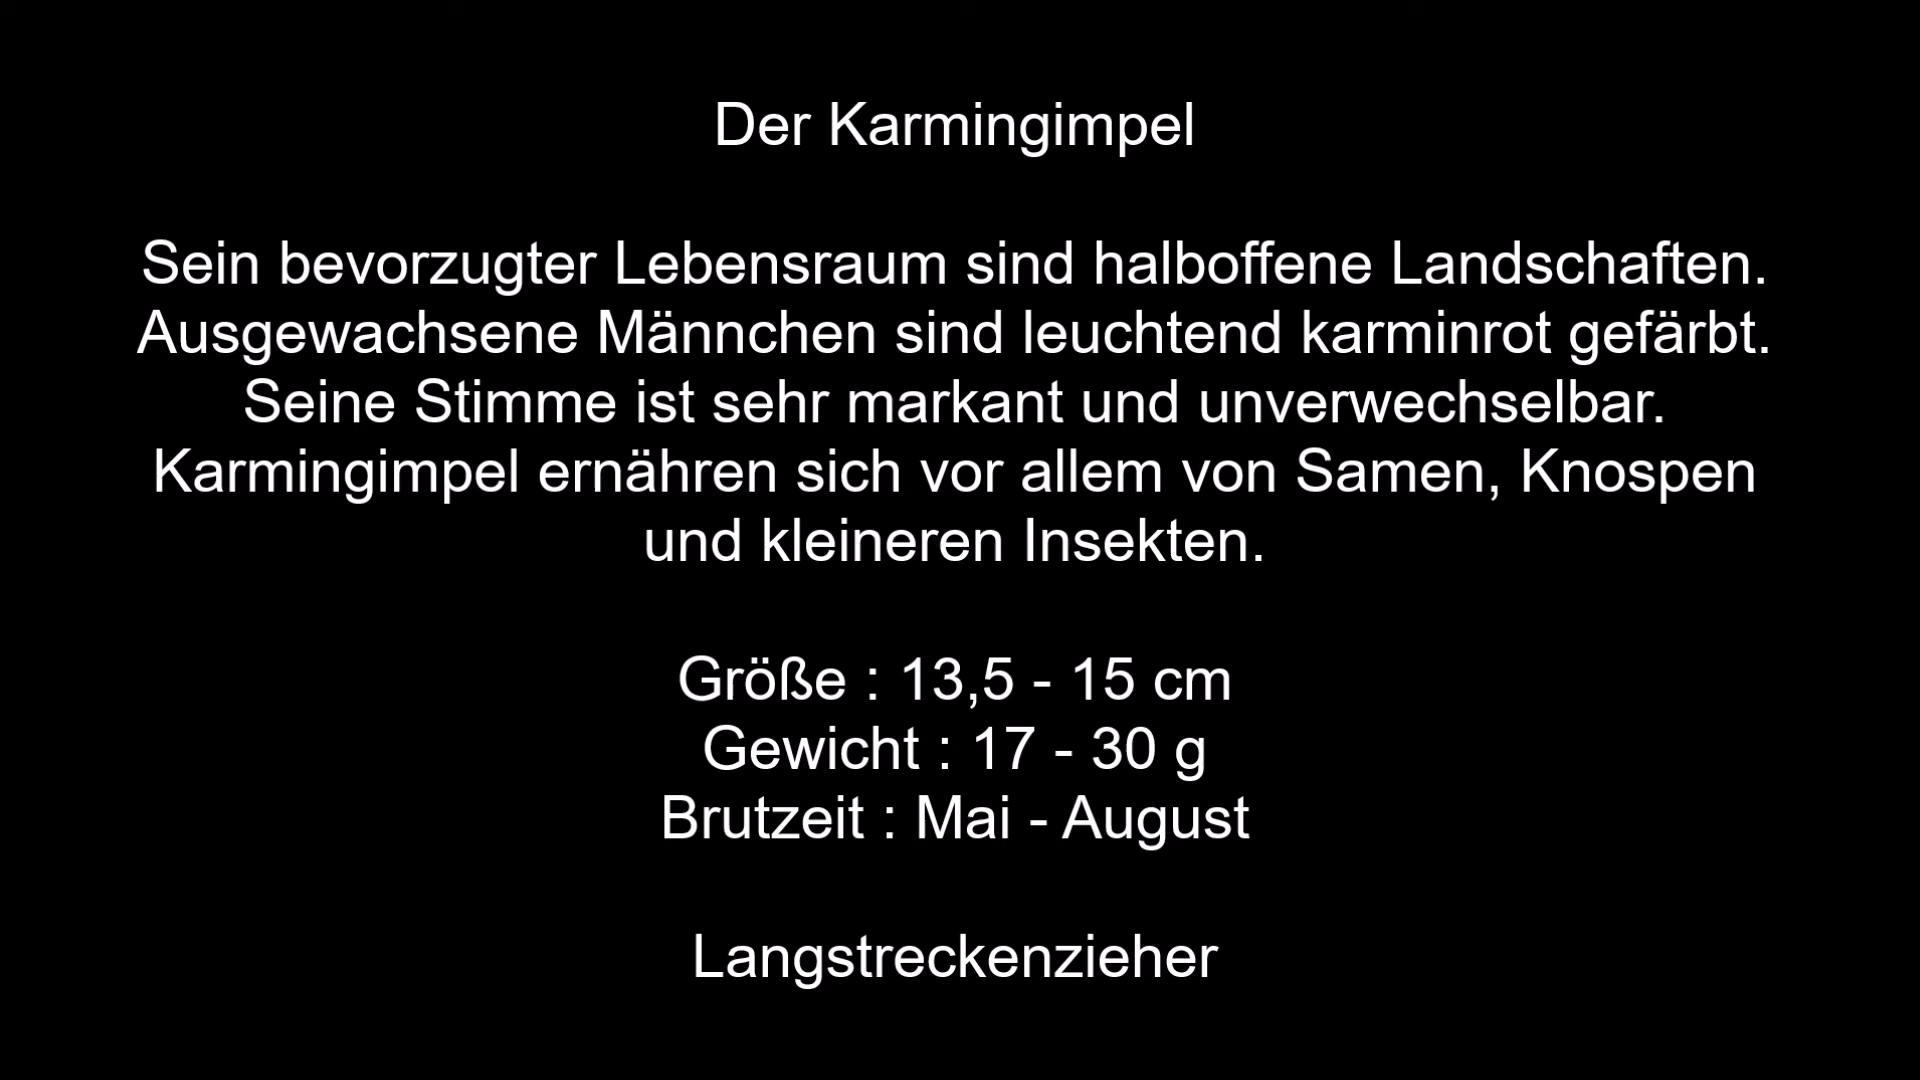 Der Karmingimpel
Sein bevorzugter Lebensraum sind halboffene Landschaften.
Ausgewachsene Männchen sind leuchtend karminrot gefärbt.
Seine Stimme ist sehr markant und unverwechselbar.
Karmingimpel ernähren sich vor allem von Samen, Knospen
und kleineren Insekten.
Größe : 13,5 - 15 cm
Gewicht : 17 - 30 g
Brutzeit : Mai - August
Langstreckenzieher